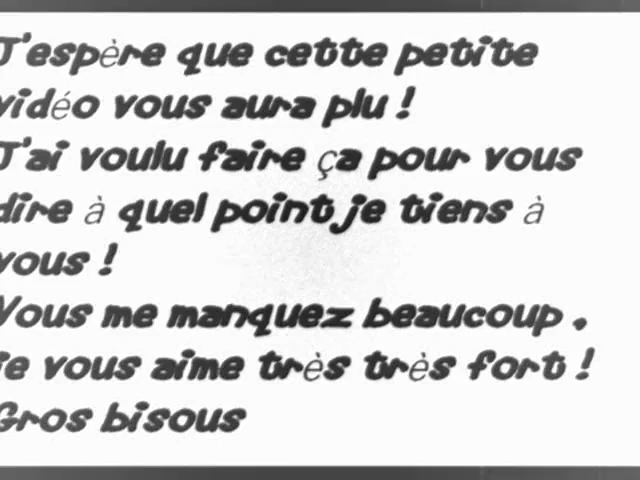 J'espère que cette petite
vidéo vous aura plu !
J'ai voulu faire ça pour vous
dire à quel point je tiens à
vous !
Vous me manquez beaucoup .
je vous aime très très fort !
Gros bisous